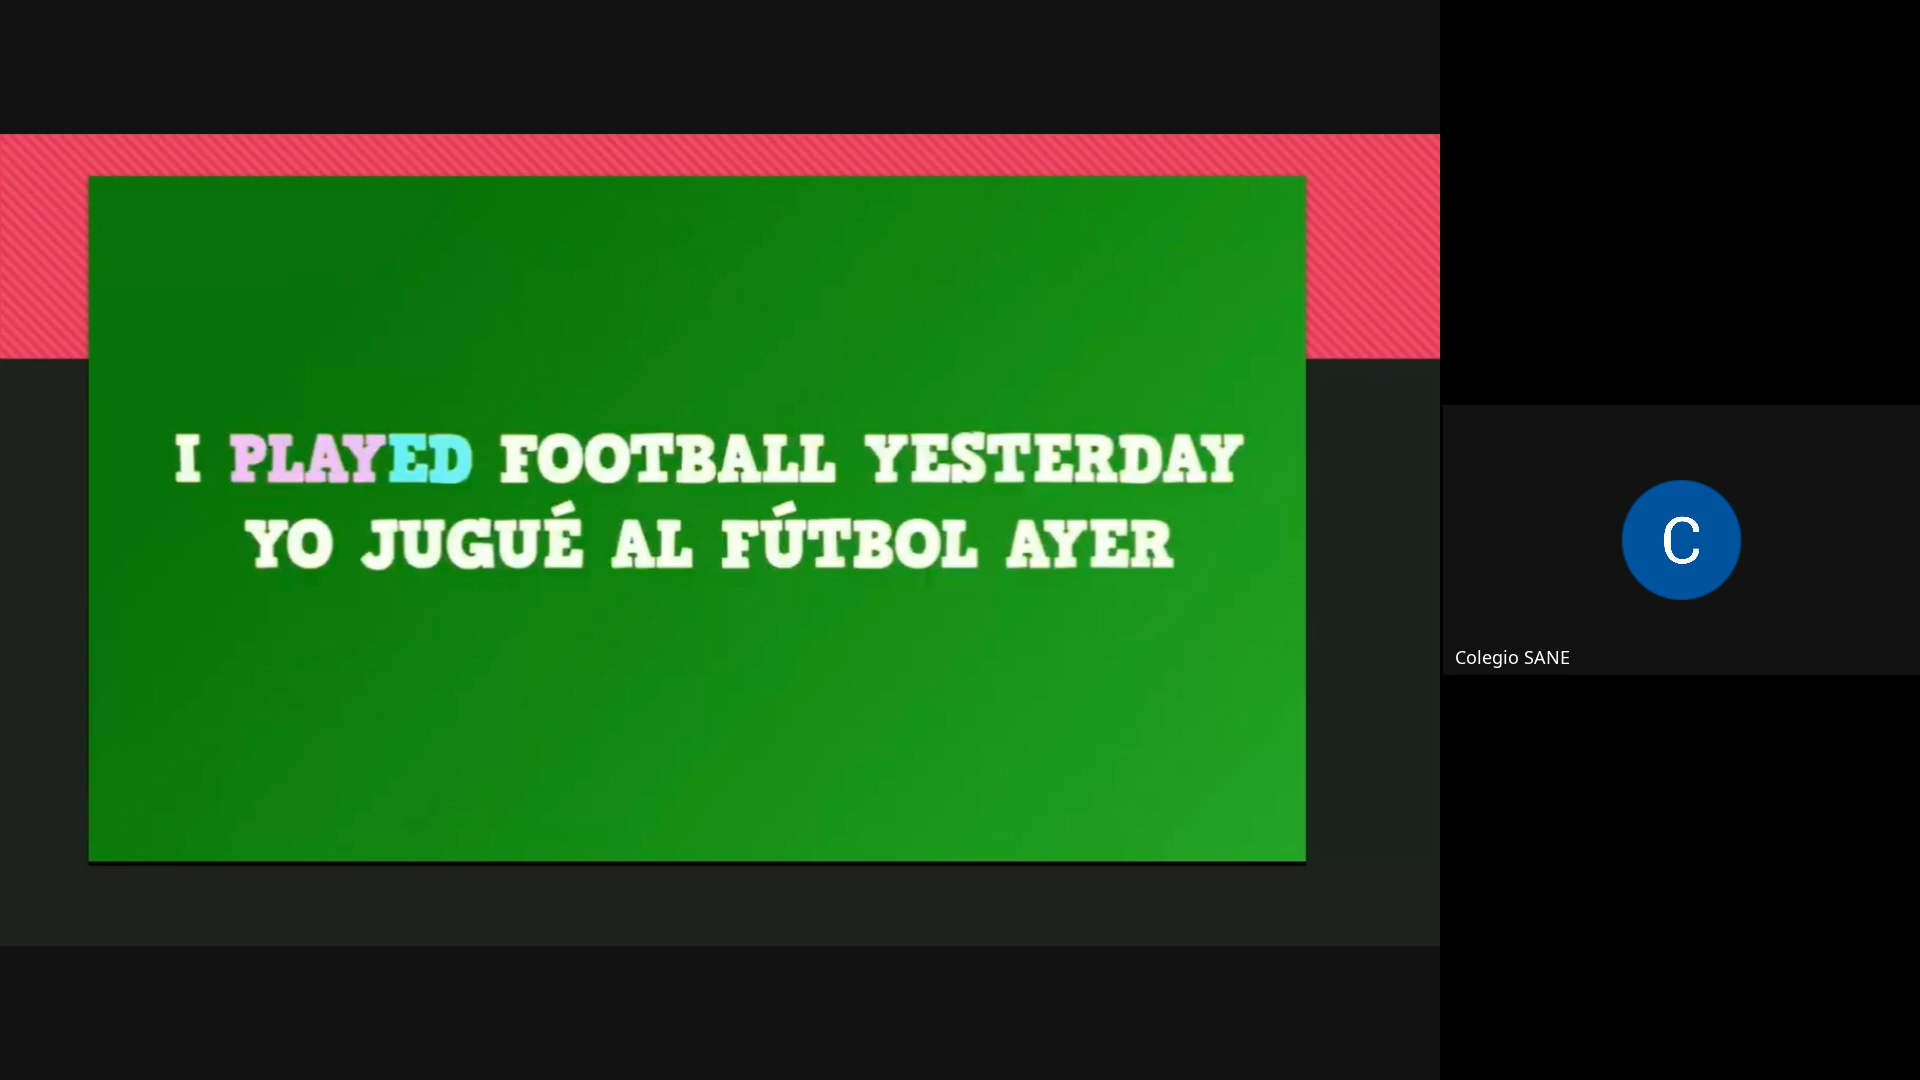 I PLAYED FOOTBALL YESTERDAY
YO JUGUÉ AL FÚTBOL AYER
C
Colegio SANE